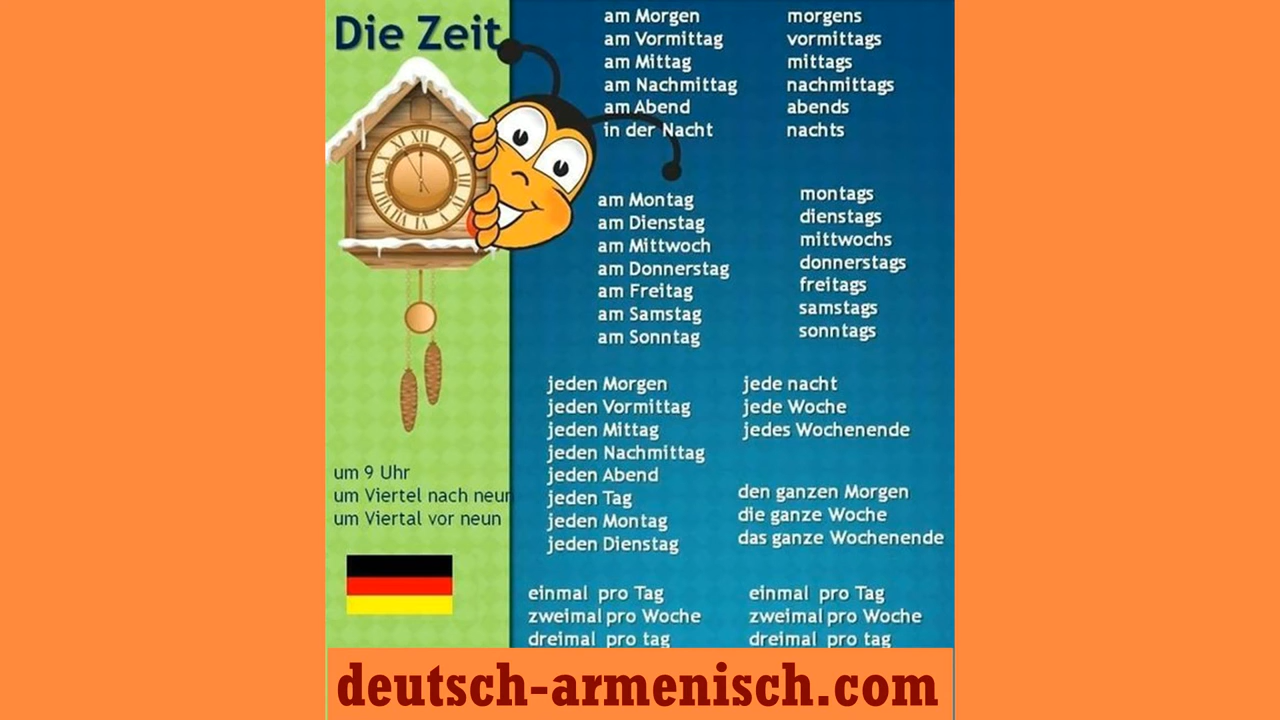 Die Zeit
am Morgen
am Vormittag
am Mittag
am Nachmittag
am Abend
in der Nacht
morgens
vormittags
mittags
nachmittags
abends
nachts
am Montag
am Dienstag
am Mittwoch
am Donnerstag
am Freitag
am Samstag
am Sonntag
montags
dienstags
mittwochs
donnerstags
freitags
samstags
sonntags
jeden Morgen
jeden Vormittag
jeden Mittag
jeden Nachmittag
jeden Abend
jeden Tag
jeden Montag
jeden Dienstag
jede nacht
jede Woche
jedes Wochenende
den ganzen Morgen
die ganze Woche
das ganze Wochenende
um 9 Uhr
um Viertel nach neun
um Viertal vor neun
einmal pro Tag
zweimal pro Woche
dreimal pro tag
einmal pro Tag
zweimal pro Woche
dreimal pro tag
deutsch-armenisch.com